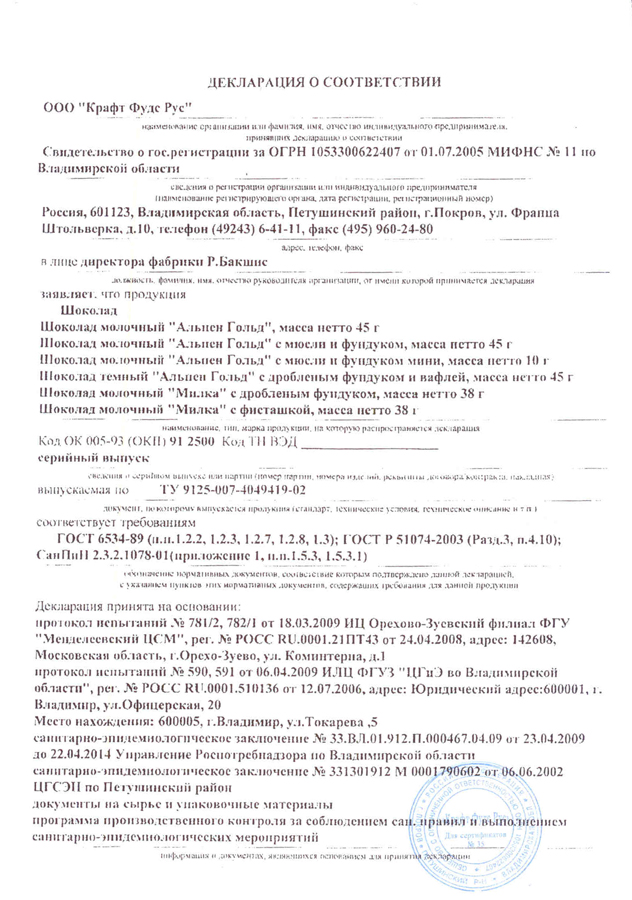 ДЕКЛАРАЦИЯ О СООТВЕТСТВИИ
ООО "Крафт Фудс Рус"
наименование организации или фамилия, имя, отчество индивидуального предпринимателя,
принявших декларацию о соответствии
Свидетельство о гос.регистрации за ОГРН 1053300622407 от 01.07.2005 МИФНС № 11 по
Владимирской области
сведения о регистрации организации или индивидуального предпринимателя
(наименование регистрирующего органа, дата регистрации, регистрационный номер)
Россия, 601123, Владимирская область, Петушинский район, г.Покров, ул. Франца
Штольверка, д.10, телефон (49243) 6-41-11, факс (495) 960-24-80
адрес, телефон, факс
в лице директора фабрики Р.Бакшис
должность, фамилия, имя, отчество руководителя организации, от имени которой принимается декларация
заявляет, что продукция
Шоколад
Шоколад молочный "Альпен Гольд", масса нетто 45 г
Шоколад молочный "Альпен Гольд" с мюсли и фундуком, масса нетто 45 г
Шоколад молочный "Альпен Гольд" с мюсли и фундуком мини, масса нетто 10 г
Шоколад темный "Альпен Гольд" с дробленым фундуком и вафлей, масса нетто 45 г
Шоколад молочный "Милка" с дробленым фундуком, масса нетто 38 г
Шоколад молочный "Милка" с фисташкой, масса нетто 38 г
наименование, тип, марка продукции, на которую распространяется декларация
Код ОК 005-93 (ОКП) 91 2500 Код ТН ВЭД
серийный выпуск
сведения о серийном выпуске или партии (номер партии, номера изделий, реквизиты договора контракта, накладная)
выпускаемая по ТУ 9125-007-4049419-02
документ, по которому выпускается продукция (стандарт, технические условия, техническое описание и т.п.)
соответствует требованиям
ГОСТ 6534-89 (п.п.1.2.2, 1.2.3, 1.2.7, 1.2.8, 1.3); ГОСТ Р 51074-2003 (Разд.3, п.4.10);
СанПиН 2.3.2.1078-01(приложение 1, п.п.1.5.3, 1.5.3.1)
обозначение нормативных документов, соответствие которым подтверждено данной декларацией,
с указанием пунктов этих нормативных документов, содержащих требования для данной продукции
Декларация принята на основании:
протокол испытаний № 781/2, 782/1 от 18.03.2009 ИЦ Орехово-Зуевский филиал ФГУ
"Менделеевский ЦСМ", рег. № РОСС RU.0001.21ПТ43 от 24.04.2008, адрес: 142608,
Московская область, г.Орехо-Зуево, ул. Коминтерна, д.1
протокол испытаний № 590, 591 от 06.04.2009 ИЛЦ ФГУЗ "ЦГиЭ во Владимирской
области", рег. № РОСС RU.0001.510136 от 12.07.2006, адрес: Юридический адрес:600001, г.
Владимир, ул.Офицерская, 20
Место нахождения: 600005, г.Владимир, ул.Токарева ,5
санитарно-эпидемиологическое заключение № 33.ВЛ.01.912.П.000467.04.09 от 23.04.2009
до 22.04.2014 Управление Роспотребнадзора по Владимирской области
санитарно-эпидемиологическое заключение № 331301912 М 0001790602 от 06.06.2002
ЦГСЭН по Петушинский район
документы на сырье и упаковочные материалы
программа производственного контроля за соблюдением сан. правил и выполнением
санитарно-эпидемиологических мероприятий
информация о документах, являющихся основанием для принятия декларации
Для сертификатов